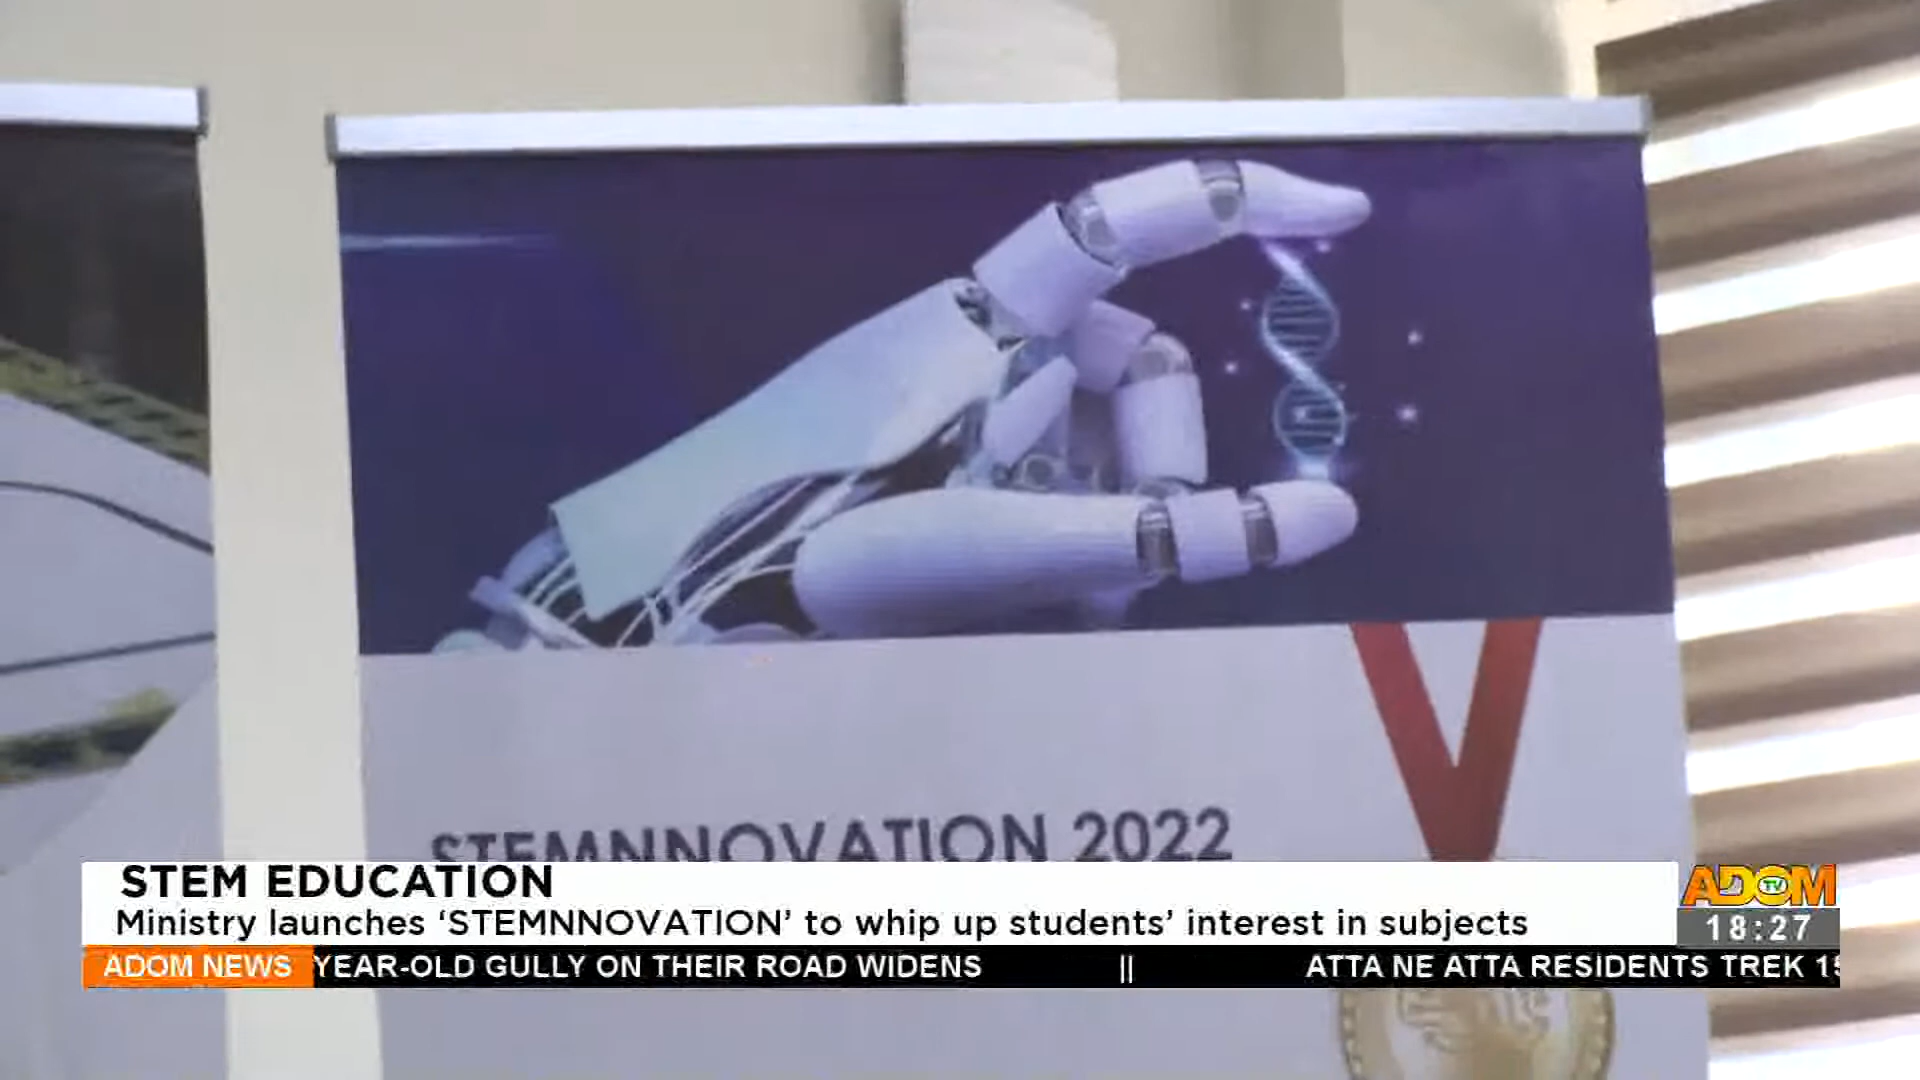 STEMNNOVATION 2022
STEM EDUCATION
Ministry launches ‘STEMNNOVATION’ to whip up students’ interest in subjects
ADOM TV
18:27
ADOM NEWS YEAR-OLD GULLY ON THEIR ROAD WIDENS || ATTA NE ATTA RESIDENTS TREK 15